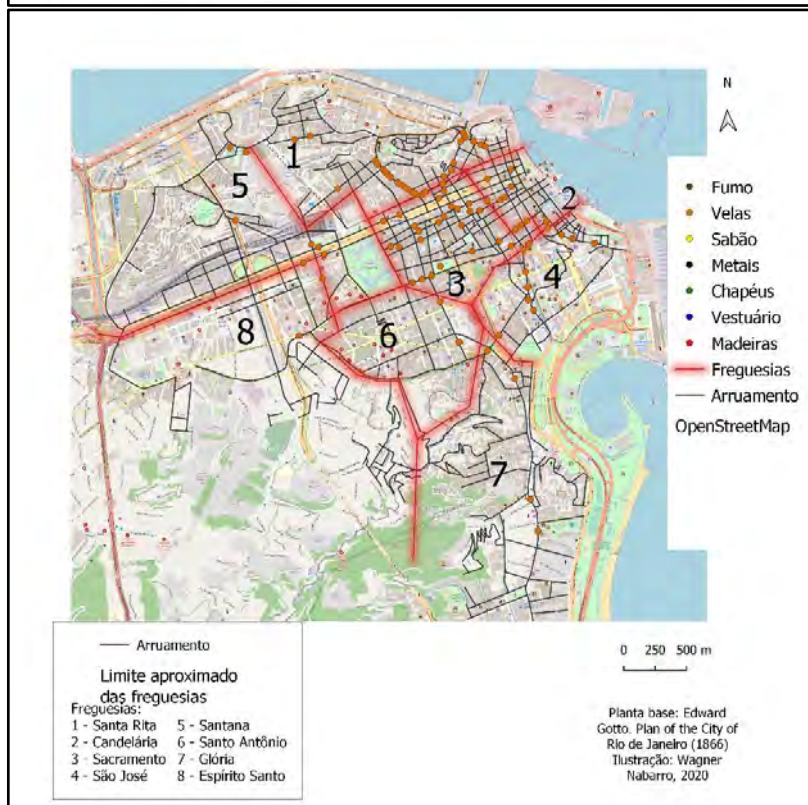 N
1
5
2
3
4
8
6
7
Fumo
Velas
Sabão
Metais
Chapéus
Vestuário
Madeiras
Freguesias
Arruamento
OpenStreetMap
Arruamento
Limite aproximado
das freguesias
Freguesias:
1 - Santa Rita 5 - Santana
2 - Candelária 6 - Santo Antônio
3 - Sacramento 7 - Glória
4 - São José 8 - Espírito Santo
0 250 500 m
Planta base: Edward
Gotto. Plan of the City of
Rio de Janeiro (1866)
Ilustração: Wagner
Nabarro, 2020